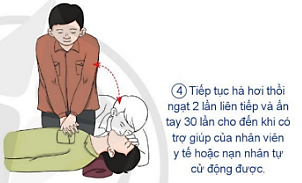 ④ Tiếp tục hà hơi thổi
ngạt 2 lần liên tiếp và ấn
tay 30 lần cho đến khi có
trợ giúp của nhân viên
y tế hoặc nạn nhân tự
cử động được.